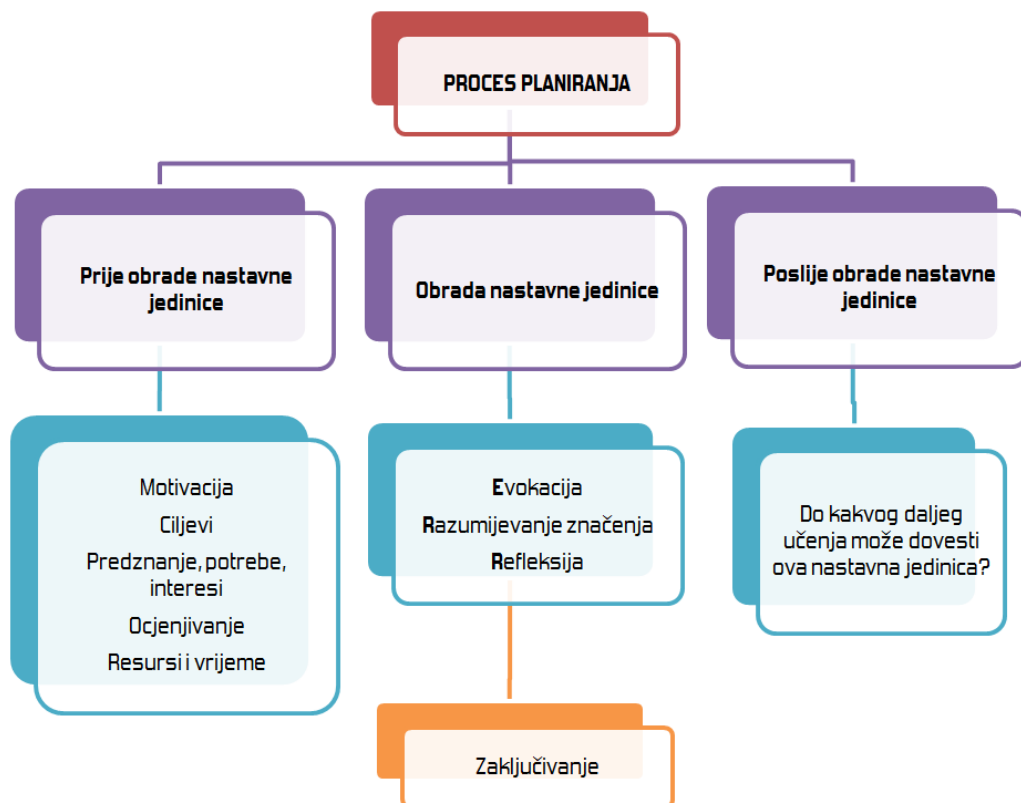 PROCES PLANIRANJA
Prije obrade nastavne
jedinice
Obrada nastavne jedinice
Poslije obrade nastavne
jedinice
Motivacija
Ciljevi
Predznanje, potrebe,
interesi
Ocjenjivanje
Resursi i vrijeme
Evokacija
Razumijevanje značenja
Refleksija
Do kakvog daljeg
učenja može dovesti
ova nastavna jedinica?
Zaključivanje